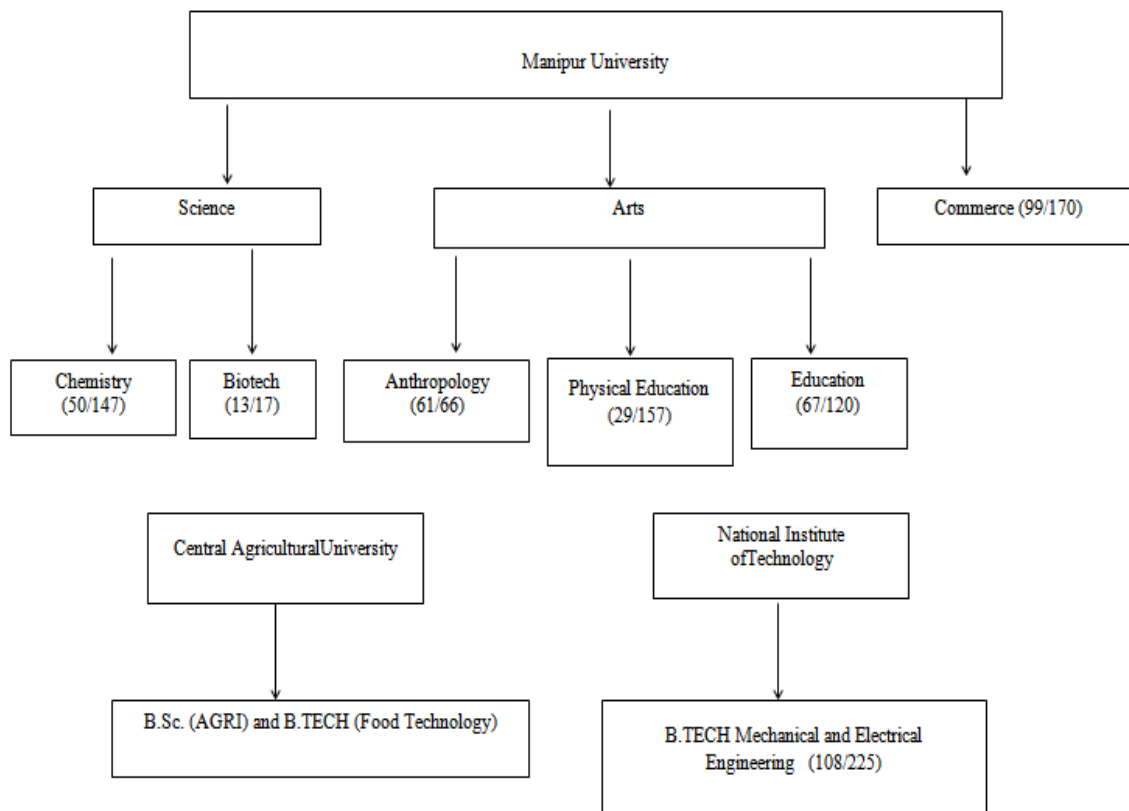 Manipur University
Science
Arts
Commerce (99/170)
Chemistry
(50/147)
Biotech
(13/17)
Anthropology
(61/66)
Physical Education
(29/157)
Education
(67/120)
Central AgriculturalUniversity
National Institute
ofTechnology
B.Sc. (AGRI) and B.TECH (Food Technology)
B.TECH Mechanical and Electrical
Engineering (108/225)